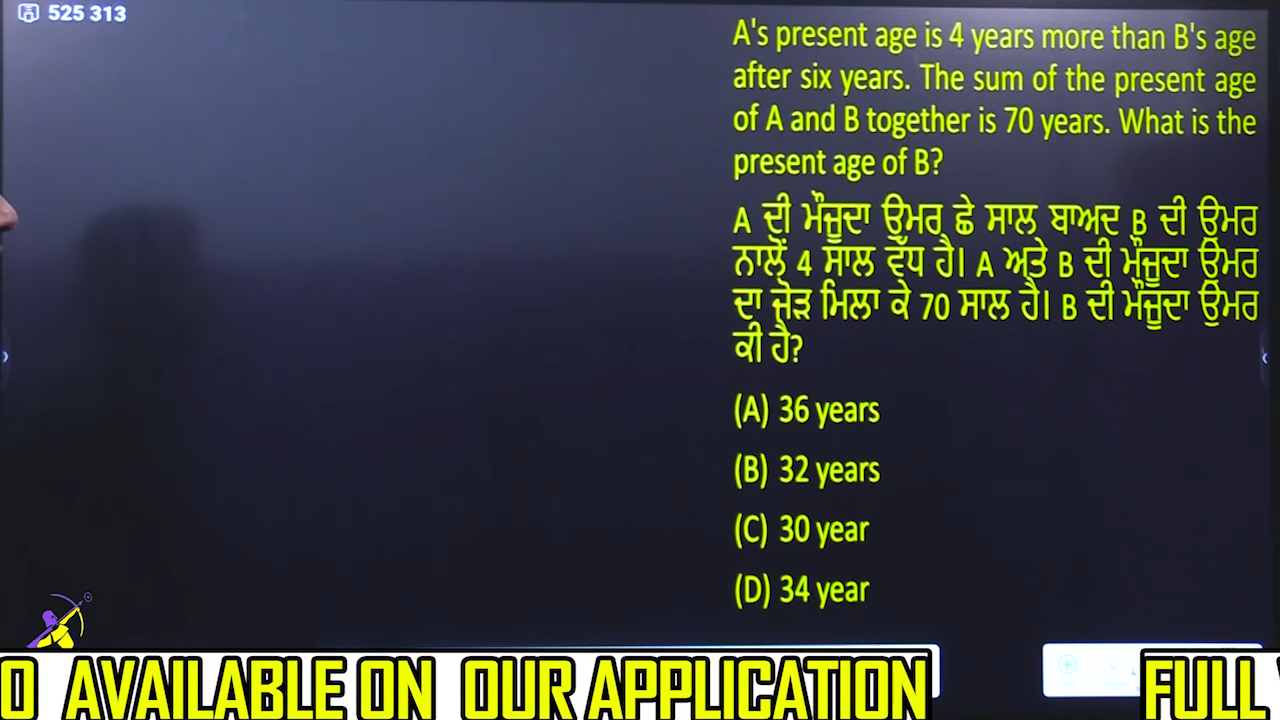 525 313
A's present age is 4 years more than B's age
after six years. The sum of the present age
of A and B together is 70 years. What is the
present age of B?
A ਦੀ ਮੌਜੂਦਾ ਉਮਰ ਛੇ ਸਾਲ ਬਾਅਦ B ਦੀ ਉਮਰ
ਨਾਲੋਂ 4 ਸਾਲ ਵੱਧ ਹੈ। A ਅਤੇ B ਦੀ ਮੌਜੂਦਾ ਉਮਰ
ਦਾ ਜੋੜ ਮਿਲਾ ਕੇ 70 ਸਾਲ ਹੈ। B ਦੀ ਮੌਜੂਦਾ ਉਮਰ
ਕੀ ਹੈ?
(A) 36 years
(B) 32 years
(C) 30 year
(D) 34 year
O AVAILABLE ON OUR APPLICATION FULL